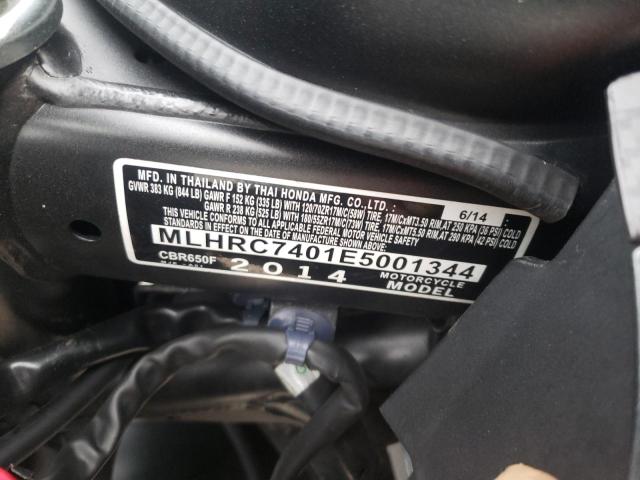 MFD. IN THAILAND BY THAI HONDA MFG. CO., LTD.: 6/14
GVWR 383 KG (844 LB) GAWR F 152 KG (335 LB) WITH 120/70ZR17M/C(58W) TIRE, 17M/CxMT3.50 RIM, AT 250 KPA (36 PSI) COLD
GAWR R 238 KG (525 LB) WITH 180/55ZR17M/C(73W) TIRE, 17M/CxMT5.50 RIM, AT 290 KPA (42 PSI) COLD
THIS VEHICLE CONFORMS TO ALL APPLICABLE FEDERAL MOTOR VEHICLE SAFETY
STANDARDS IN EFFECT ON THE DATE OF MANUFACTURE SHOWN ABOVE.
MLHRC7401E5001344
CBR650F 2014 MOTORCYCLE
MODEL